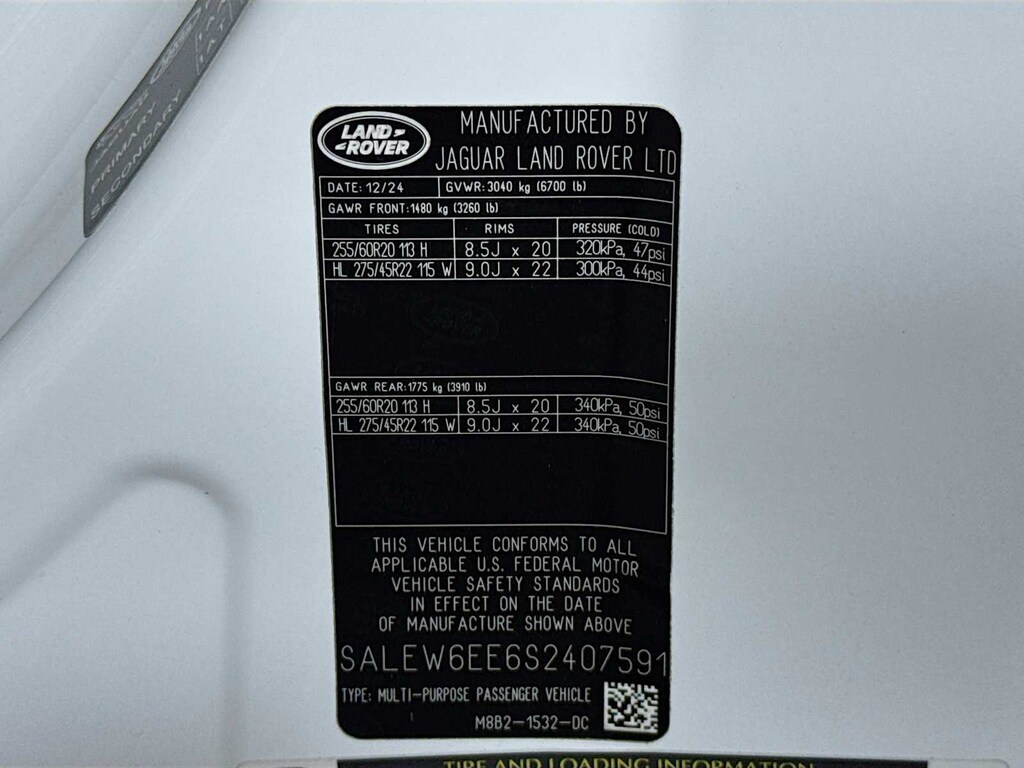 PRIMARY
SECONDARY
LAND
ROVER
MANUFACTURED BY
JAGUAR LAND ROVER LTD
DATE: 12/24 GVWR: 3040 kg (6700 lb)
GAWR FRONT: 1480 kg (3260 lb)
TIRES RIMS PRESSURE (COLD)
255/60R20 113 H 8.5J x 20 320kPa, 47psi
HL 275/45R22 115 W 9.0J x 22 300kPa, 44psi
GAWR REAR: 1775 kg (3910 lb)
255/60R20 113 H 8.5J x 20 340kPa, 50psi
HL 275/45R22 115 W 9.0J x 22 340kPa, 50psi
THIS VEHICLE CONFORMS TO ALL
APPLICABLE U.S. FEDERAL MOTOR
VEHICLE SAFETY STANDARDS
IN EFFECT ON THE DATE
OF MANUFACTURE SHOWN ABOVE
SALEW6EE6S2407591
TYPE: MULTI-PURPOSE PASSENGER VEHICLE
M8B2-1532-DC
TIRE AND LOADING INFORMATION